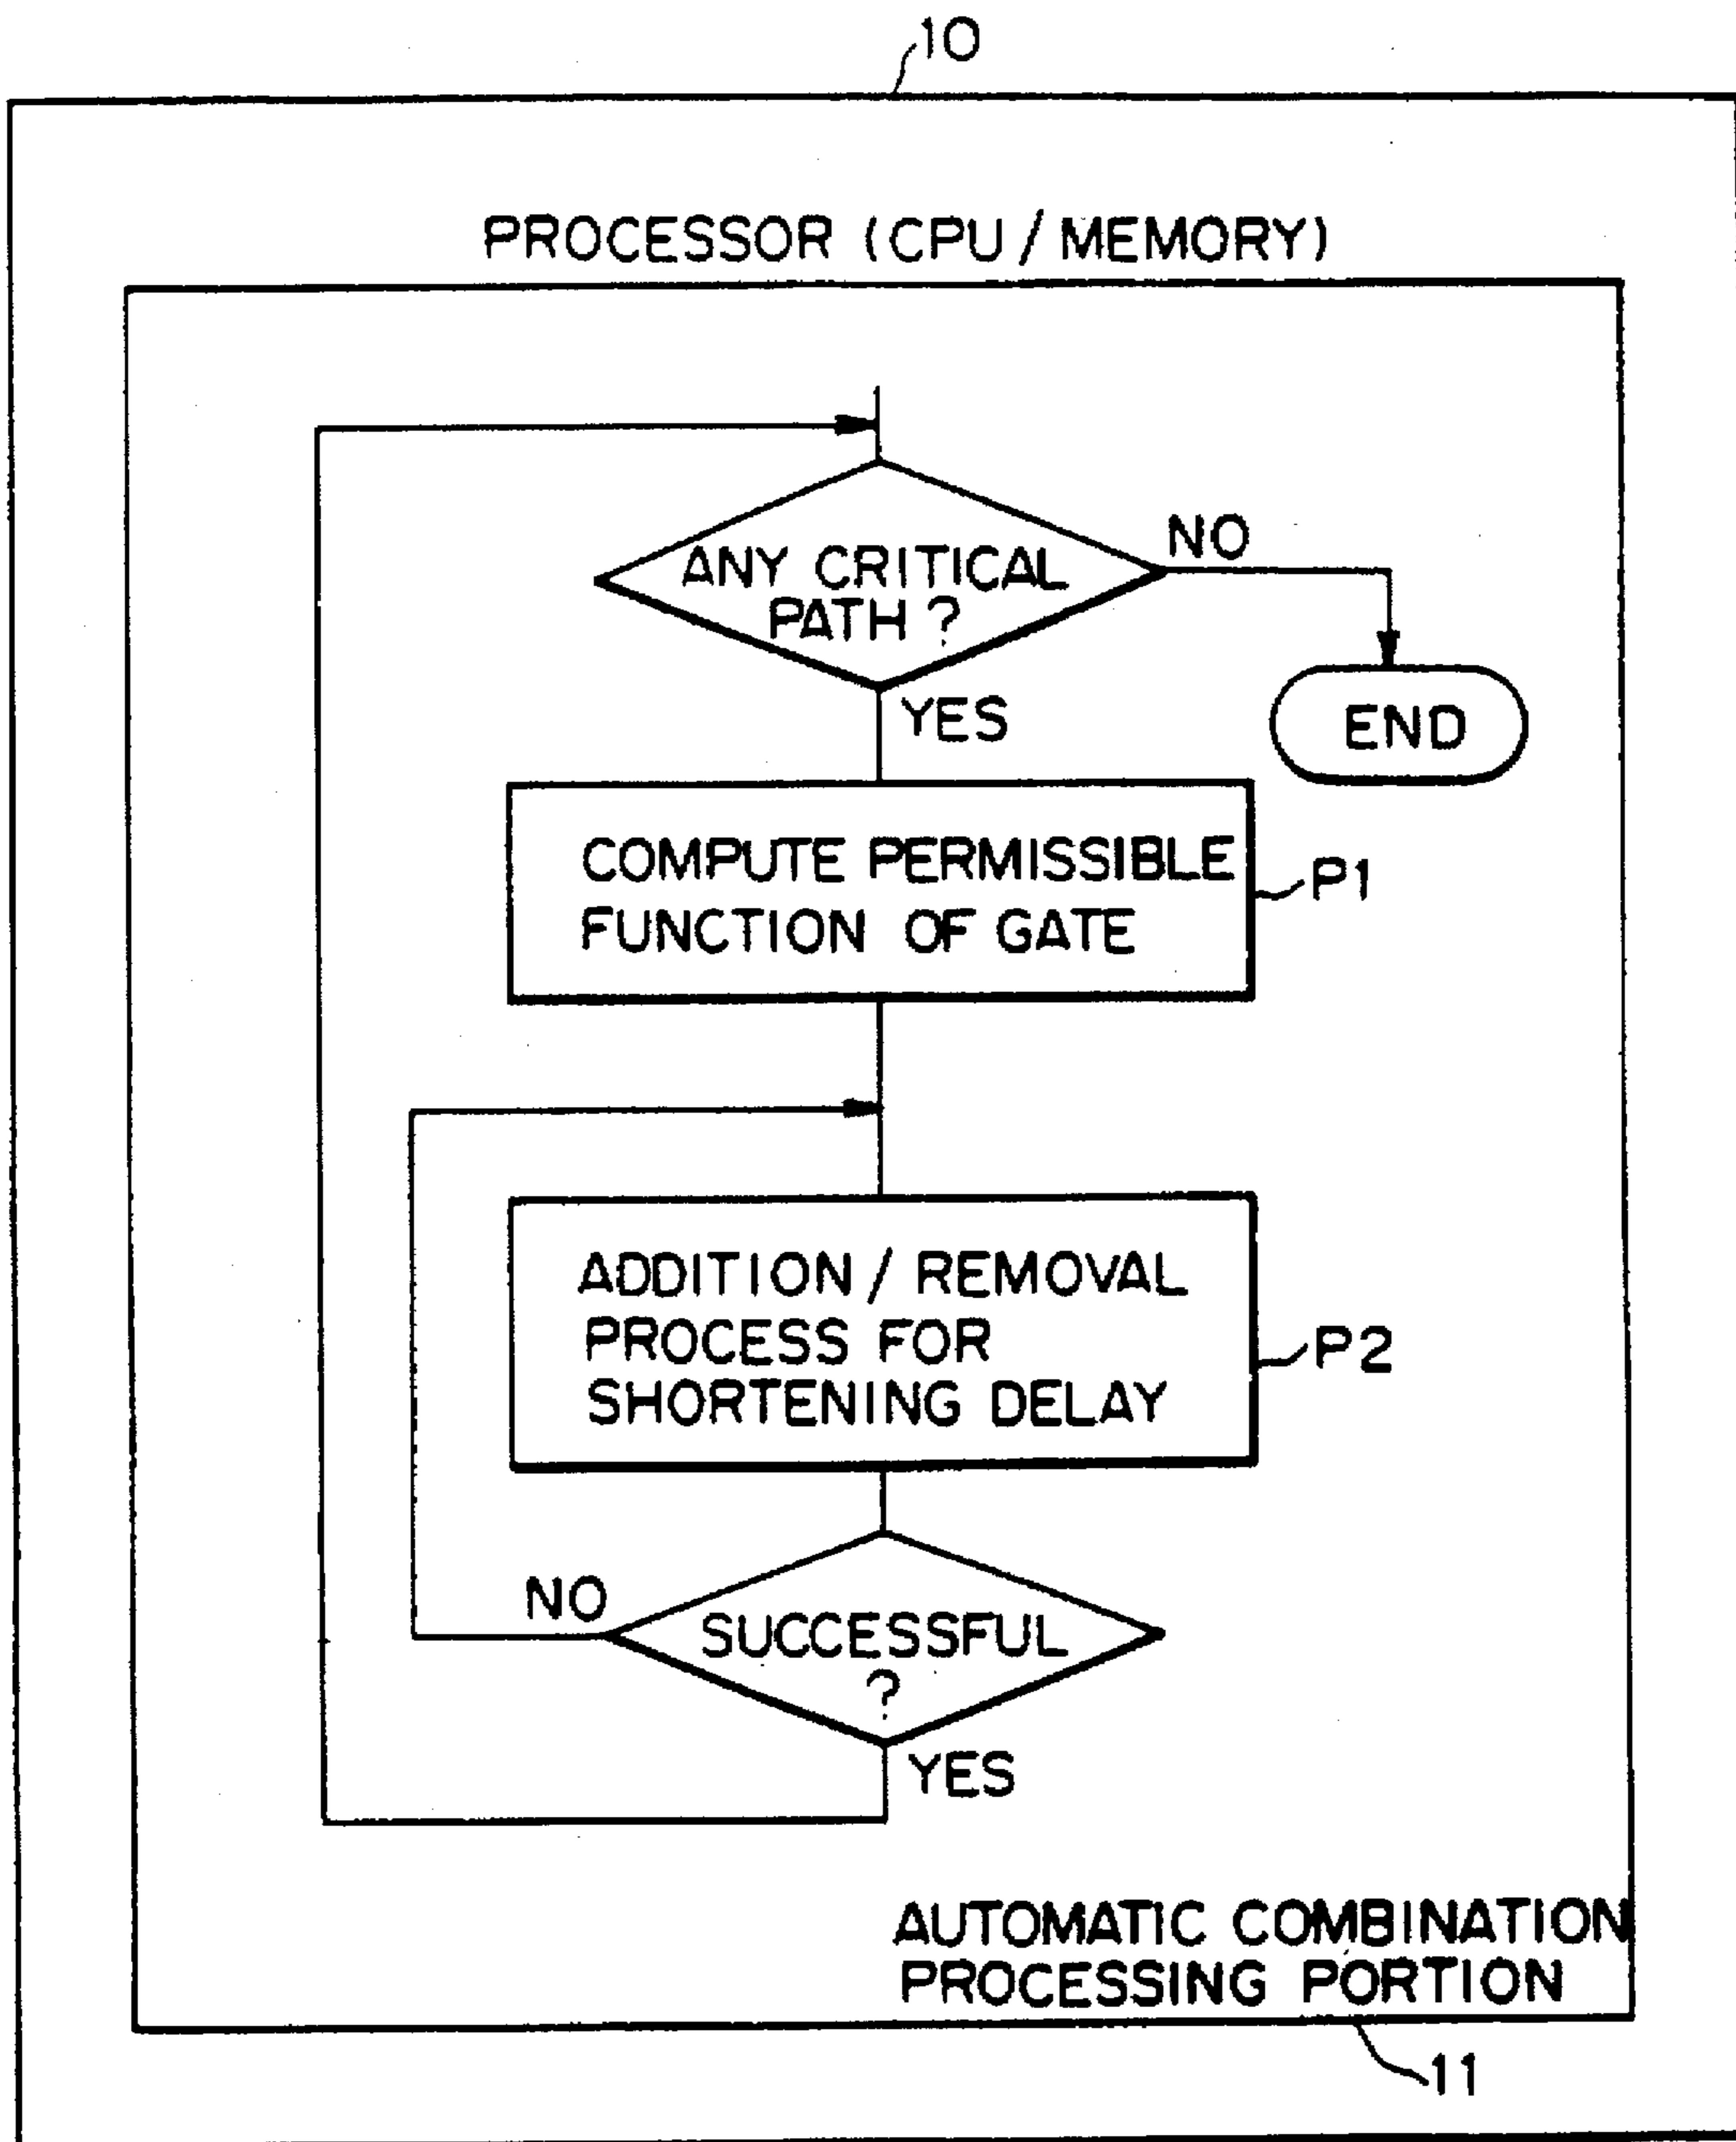 10
PROCESSOR (CPU / MEMORY)
ANY CRITICAL
PATH ?
NO
END
YES
COMPUTE PERMISSIBLE
FUNCTION OF GATE
P1
ADDITION / REMOVAL
PROCESS FOR
SHORTENING DELAY
P2
NO
SUCCESSFUL
?
YES
AUTOMATIC COMBINATION
PROCESSING PORTION
11